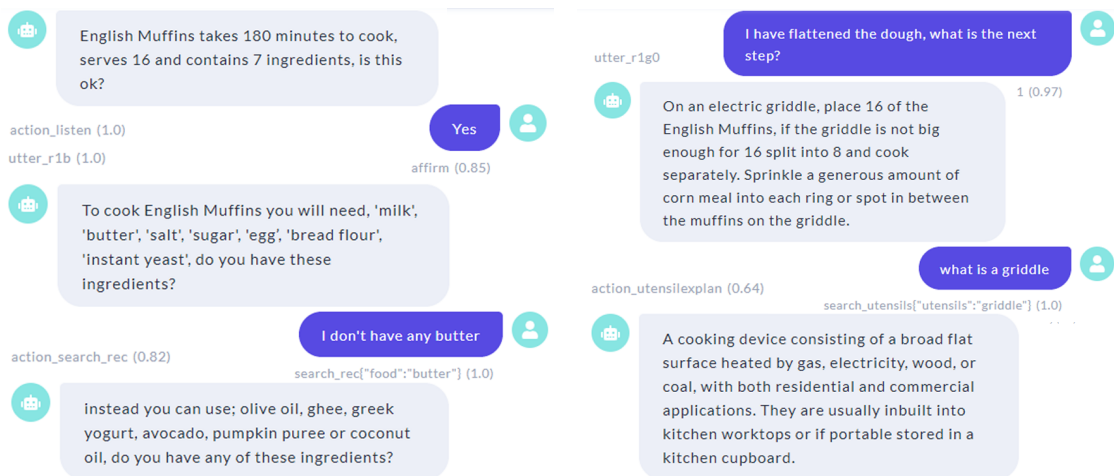 English Muffins takes 180 minutes to cook,
serves 16 and contains 7 ingredients, is this
ok?
Yes
action_listen (1.0)
utter_r1b (1.0)
affirm (0.85)
To cook English Muffins you will need, 'milk',
'butter', 'salt', 'sugar', 'egg', 'bread flour',
'instant yeast', do you have these
ingredients?
I don't have any butter
action_search_rec (0.82)
search_rec{"food":"butter"} (1.0)
instead you can use; olive oil, ghee, greek
yogurt, avocado, pumpkin puree or coconut
oil, do you have any of these ingredients?
I have flattened the dough, what is the next
step?
utter_r1g0
1 (0.97)
On an electric griddle, place 16 of the
English Muffins, if the griddle is not big
enough for 16 split into 8 and cook
separately. Sprinkle a generous amount of
corn meal into each ring or spot in between
the muffins on the griddle.
what is a griddle
action_utensilexplan (0.64)
search_utensils{"utensils":"griddle"} (1.0)
A cooking device consisting of a broad flat
surface heated by gas, electricity, wood, or
coal, with both residential and commercial
applications. They are usually inbuilt into
kitchen worktops or if portable stored in a
kitchen cupboard.